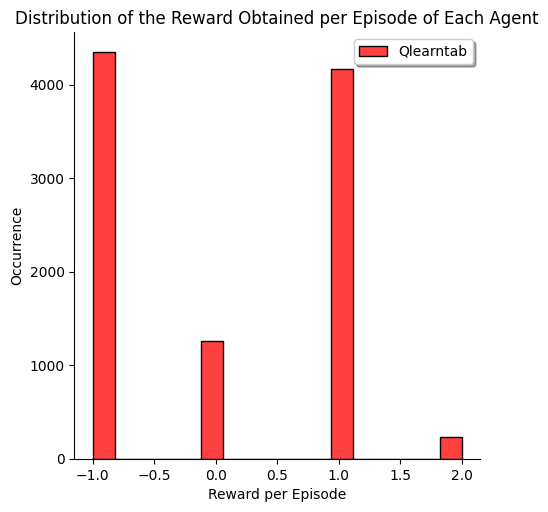 Distribution of the Reward Obtained per Episode of Each Agent
Qlearntab
4000
3000
2000
1000
0
Occurrence
−1.0 −0.5 0.0 0.5 1.0 1.5 2.0
Reward per Episode